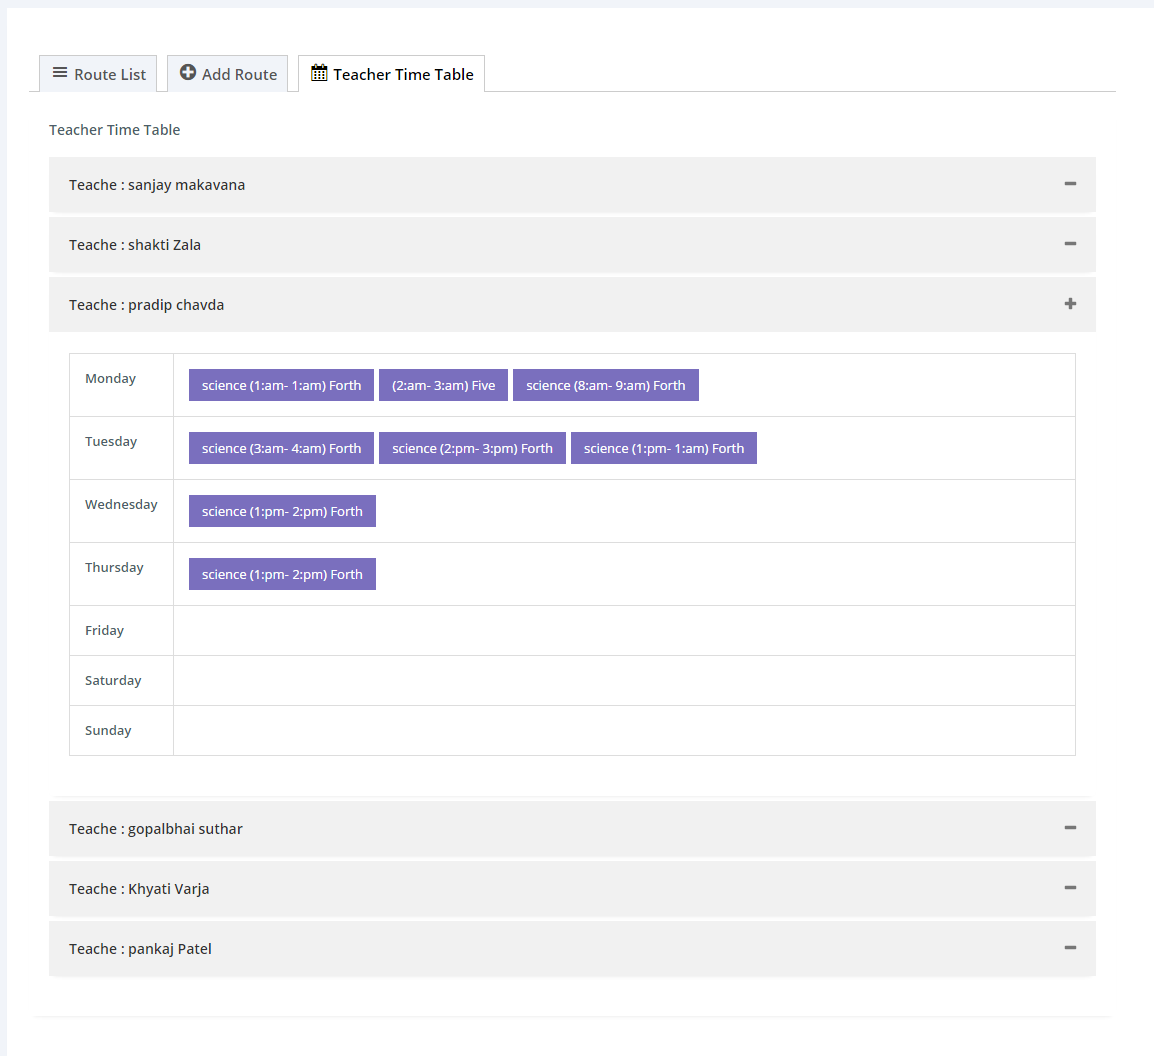 Route List Add Route Teacher Time Table
Teacher Time Table
Teache : sanjay makavana
Teache : shakti Zala
Teache : pradip chavda
Monday science (1:am- 1:am) Forth (2:am- 3:am) Five science (8:am- 9:am) Forth
Tuesday science (3:am- 4:am) Forth science (2:pm- 3:pm) Forth science (1:pm- 1:am) Forth
Wednesday science (1:pm- 2:pm) Forth
Thursday science (1:pm- 2:pm) Forth
Friday
Saturday
Sunday
Teache : gopalbhai suthar
Teache : Khyati Varja
Teache : pankaj Patel